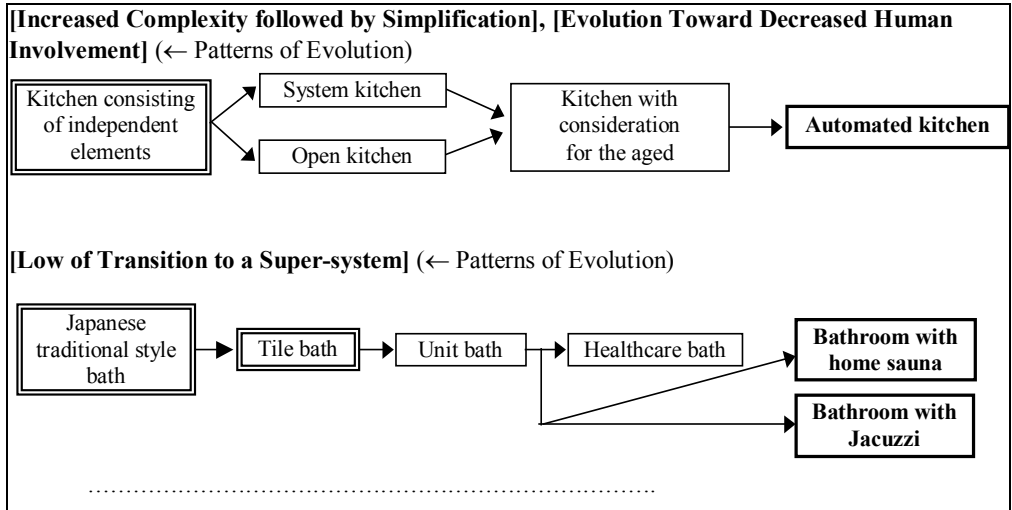 [Increased Complexity followed by Simplification], [Evolution Toward Decreased Human
Involvement] (← Patterns of Evolution)
Kitchen consisting
of independent
elements
System kitchen
Open kitchen
Kitchen with
consideration
for the aged
Automated kitchen
[Low of Transition to a Super-system] (← Patterns of Evolution)
Japanese
traditional style
bath
Tile bath
Unit bath
Healthcare bath
Bathroom with
home sauna
Bathroom with
Jacuzzi
………………………………………………………………….